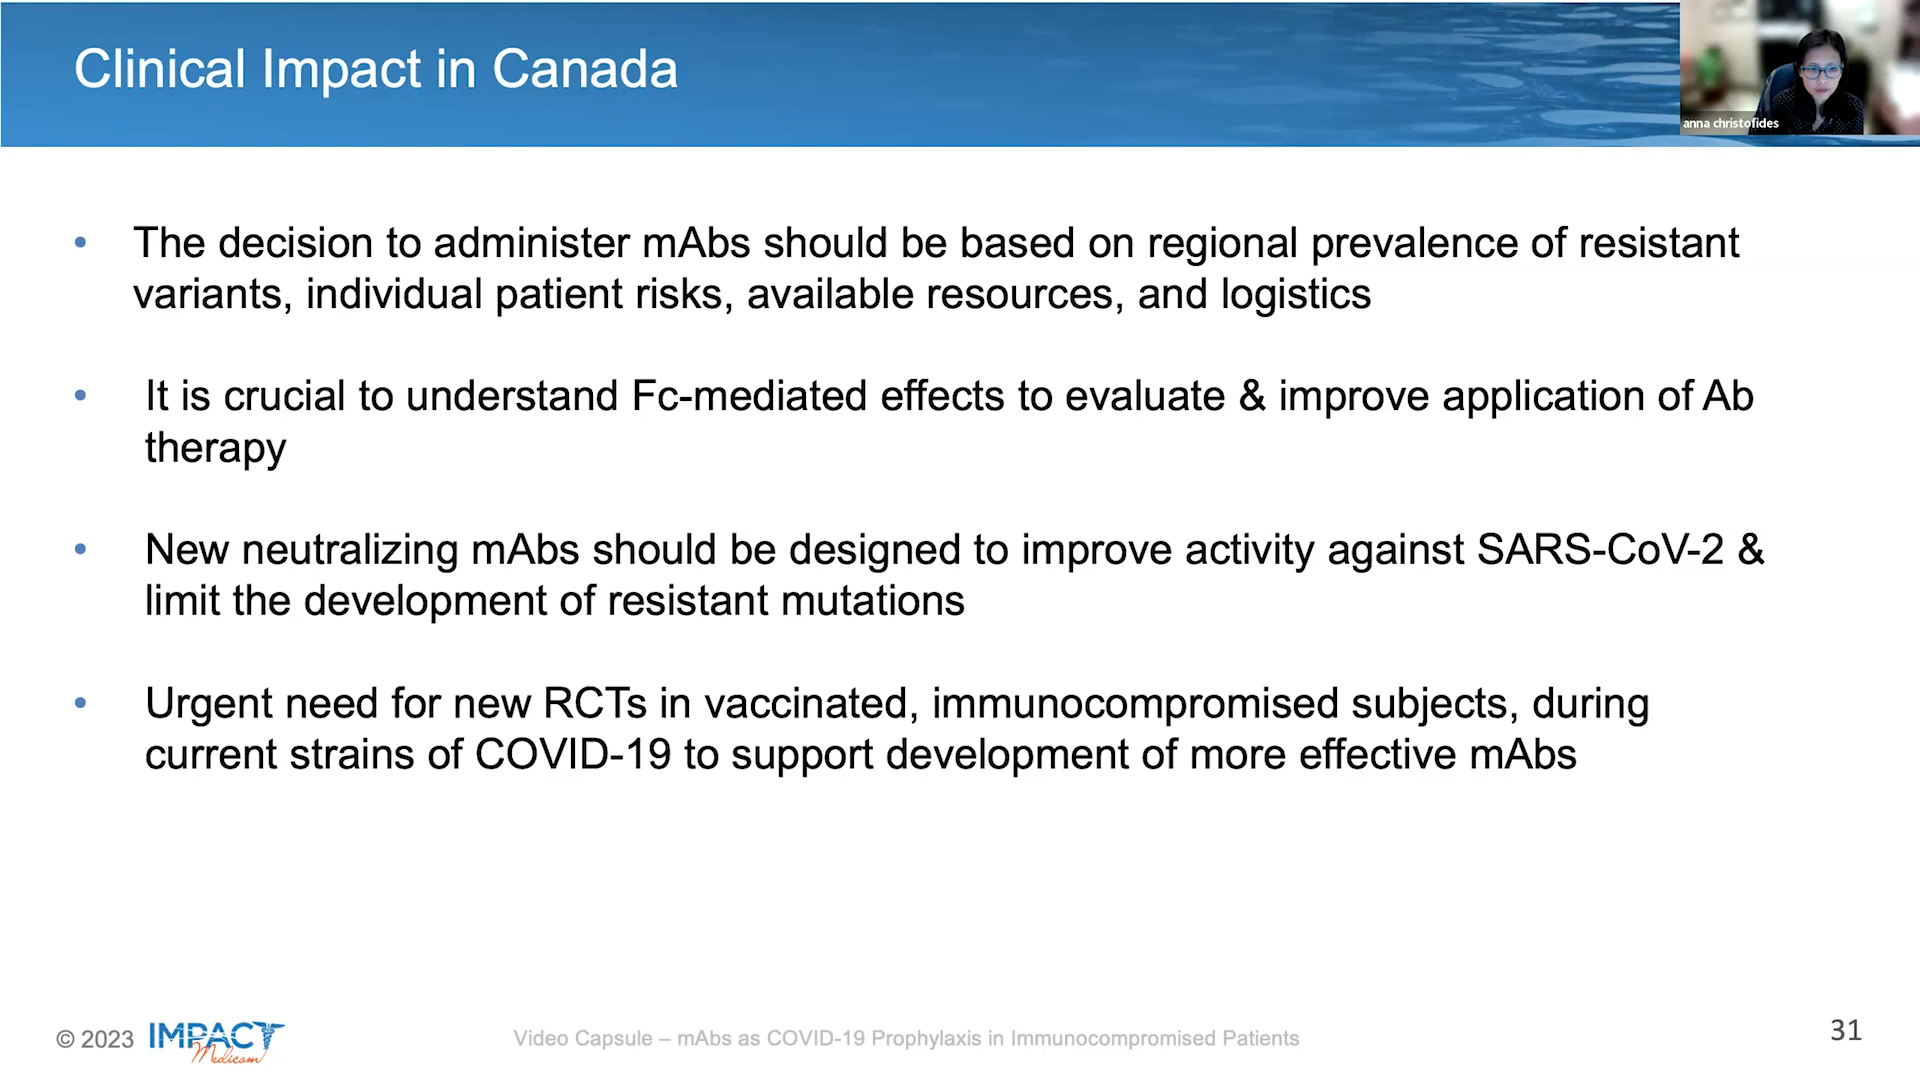 Clinical Impact in Canada
anna christofides
• The decision to administer mAbs should be based on regional prevalence of resistant
variants, individual patient risks, available resources, and logistics
• It is crucial to understand Fc-mediated effects to evaluate & improve application of Ab
therapy
• New neutralizing mAbs should be designed to improve activity against SARS-CoV-2 &
limit the development of resistant mutations
• Urgent need for new RCTs in vaccinated, immunocompromised subjects, during
current strains of COVID-19 to support development of more effective mAbs
© 2023 IMPACT
Medicom
Video Capsule – mAbs as COVID-19 Prophylaxis in Immunocompromised Patients
31